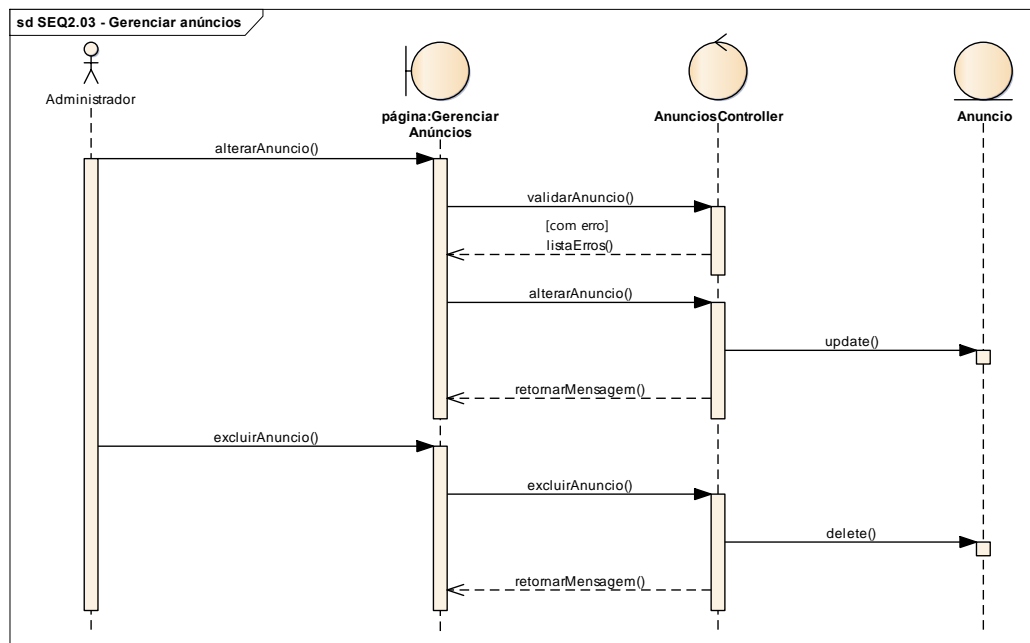 sd SEQ2.03 - Gerenciar anúncios
Administrador
página:Gerenciar
Anúncios
AnunciosController
Anuncio
alterarAnuncio()
validarAnuncio()
[com erro]
listaErros()
alterarAnuncio()
update()
retornarMensagem()
excluirAnuncio()
excluirAnuncio()
delete()
retornarMensagem()